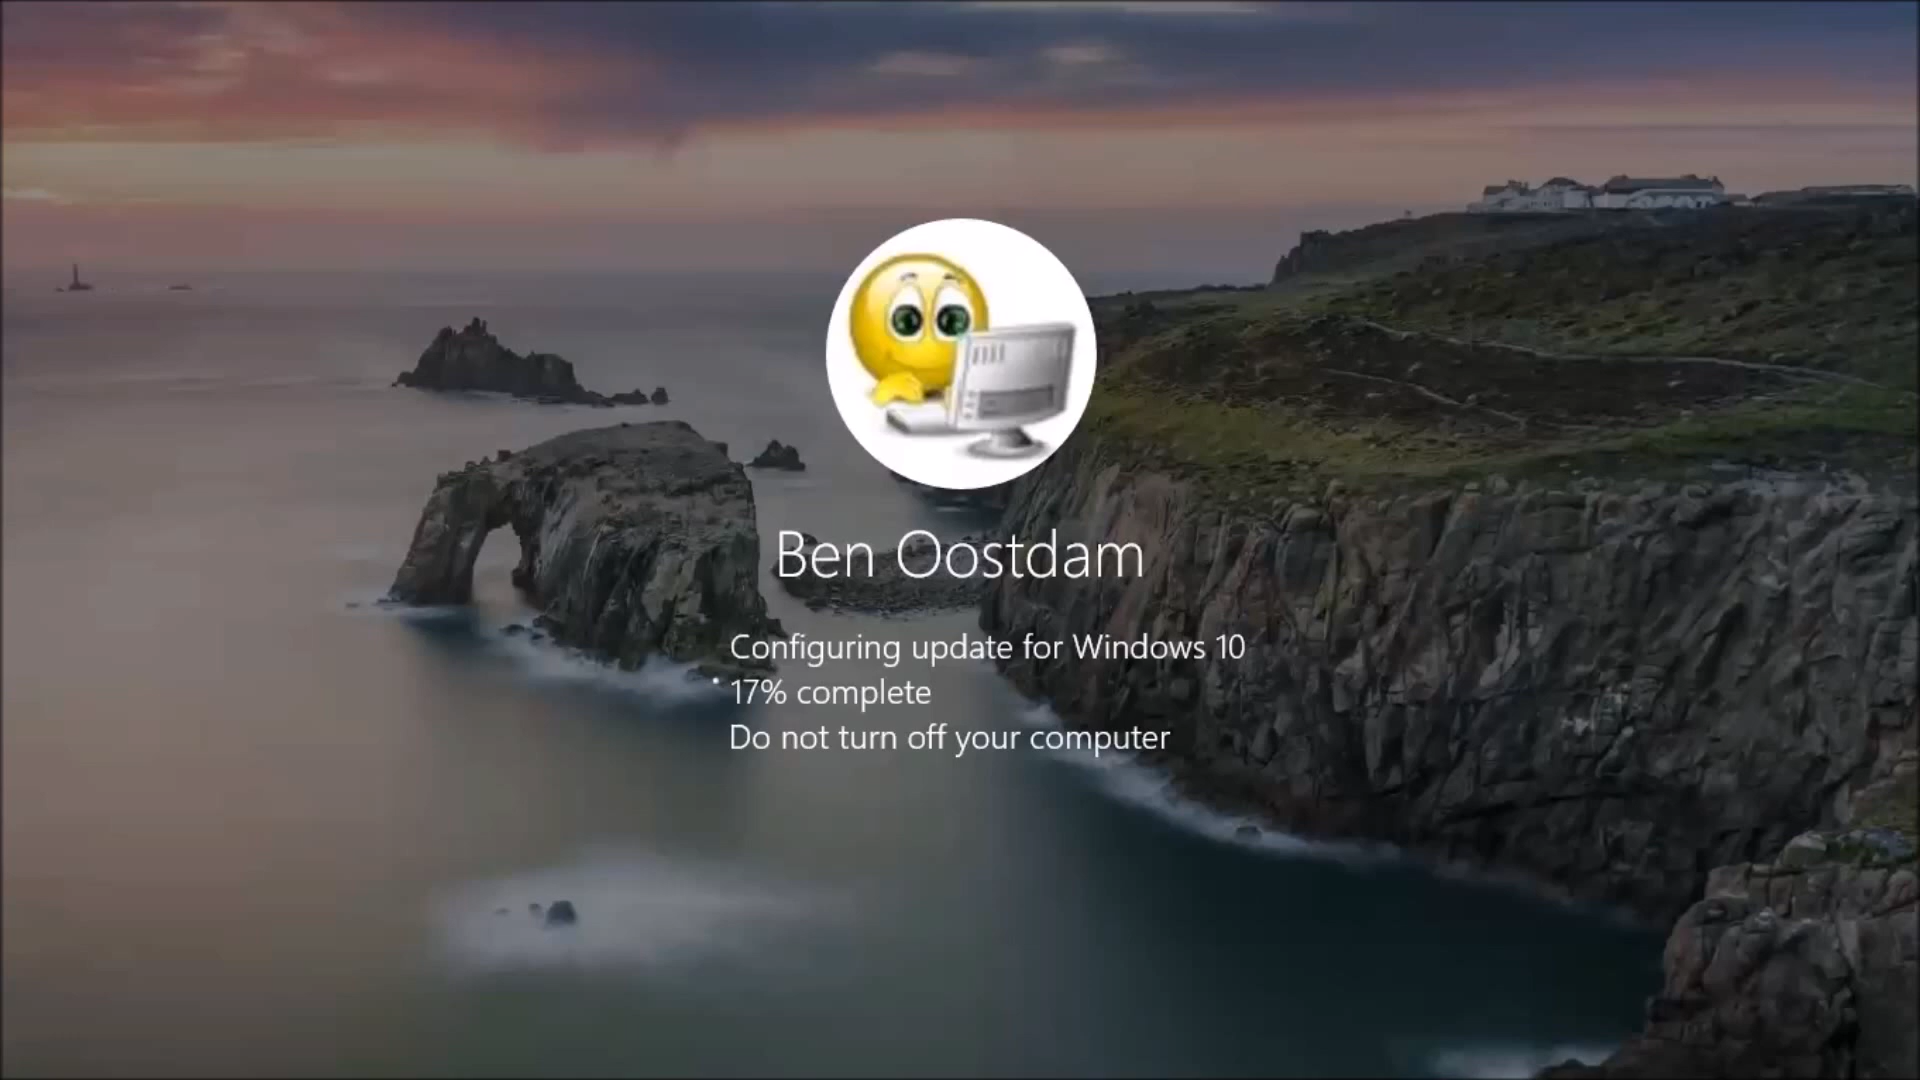 Ben Oostdam
Configuring update for Windows 10
17% complete
Do not turn off your computer